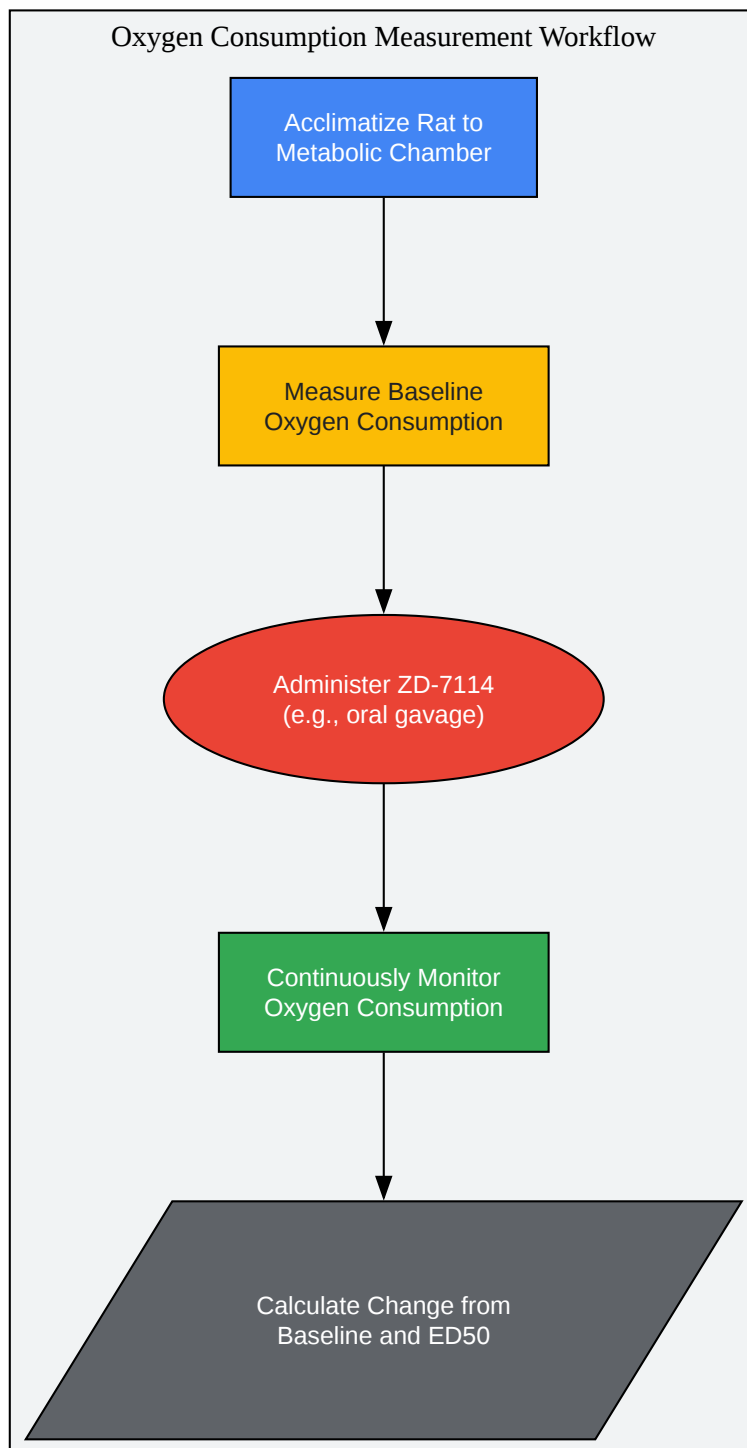 Oxygen Consumption Measurement Workflow
Acclimatize Rat to
Metabolic Chamber
Measure Baseline
Oxygen Consumption
Administer ZD-7114
(e.g., oral gavage)
Continuously Monitor
Oxygen Consumption
Calculate Change from
Baseline and ED50